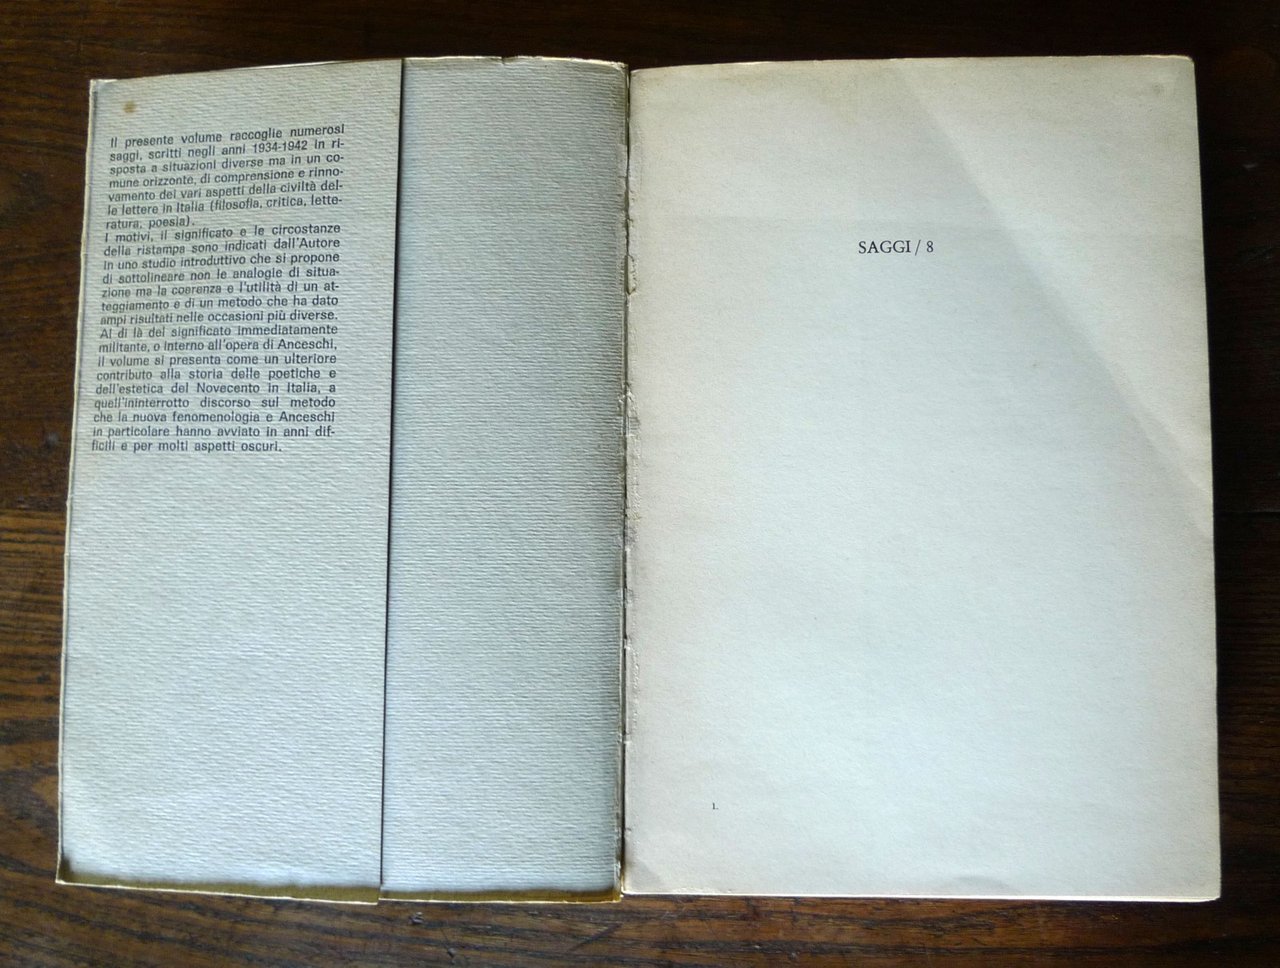 Il presente volume raccoglie numerosi
saggi, scritti negli anni 1934-1942 in ri-
sposta a situazioni diverse ma in un co-
mune orizzonte, di comprensione e rinno-
vamento dei vari aspetti della civiltà del-
le lettere in Italia (filosofia, critica, lette-
ratura, poesia).
I motivi, il significato e le circostanze
della ristampa sono indicati dall'Autore
in uno studio introduttivo che si propone
di sottolineare non le analogie di situa-
zione ma la coerenza e l'utilità di un at-
teggiamento e di un metodo che ha dato
ampi risultati nelle occasioni più diverse.
Al di là del significato immediatamente
militante, o interno all'opera di Anceschi,
il volume si presenta come un ulteriore
contributo alla storia delle poetiche e
dell'estetica del Novecento in Italia, a
quell'ininterrotto discorso sul metodo
che la nuova fenomenologia e Anceschi
in particolare hanno avviato in anni dif-
ficili e per molti aspetti oscuri.
SAGGI / 8
1.